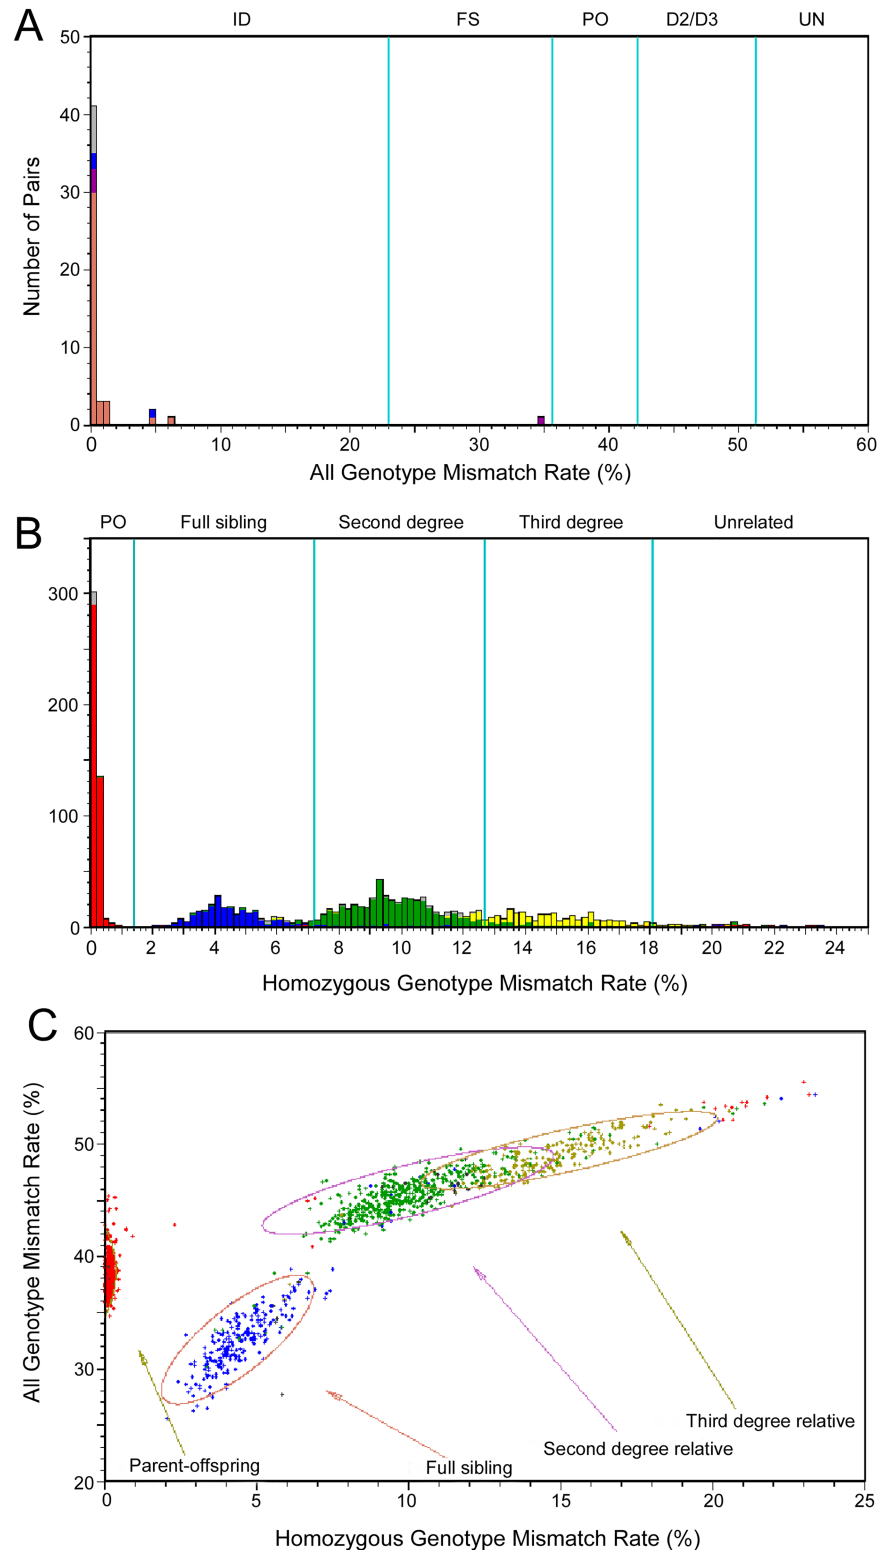 A
ID FS PO D2/D3 UN
50
40
30
20
10
0
Number of Pairs
0 10 20 30 40 50 60
All Genotype Mismatch Rate (%)
B
PO Full sibling Second degree Third degree Unrelated
300
200
100
0
0 2 4 6 8 10 12 14 16 18 20 22 24
Homozygous Genotype Mismatch Rate (%)
C
60
50
40
30
20
All Genotype Mismatch Rate (%)
Third degree relative
Second degree relative
Parent-offspring
Full sibling
0 5 10 15 20 25
Homozygous Genotype Mismatch Rate (%)